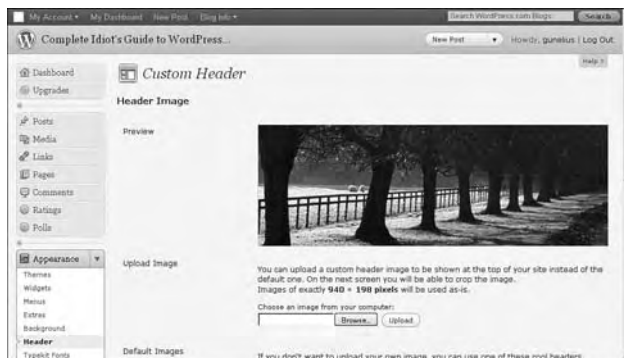 My Account My Dashboard New Post Blog Info Search WordPress.com Blogs Search
Complete Idiot's Guide to WordPress... New Post Howdy, gunelius | Log Out
Help
Dashboard
Upgrades
Custom Header
Header Image
Posts
Media
Links
Pages
Comments
Ratings
Polls
Preview
Appearance
Themes
Widgets
Menus
Extras
Background
Header
Typekit Fonts
Upload Image
You can upload a custom header image to be shown at the top of your site instead of the
default one. On the next screen you will be able to crop the image.
Images of exactly 940 × 198 pixels will be used as-is.
Choose an image from your computer:
Browse... Upload
Default Images
If you don't want to upload your own image, you can use one of these cool headers.